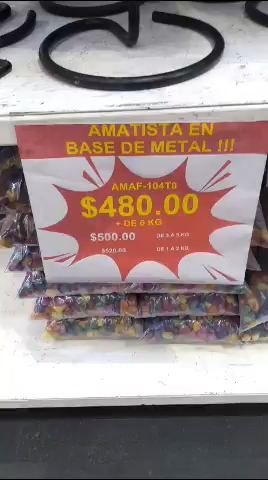 AMATISTA EN
BASE DE METAL !!!
AMAF-104T0
$480.00
+ DE 6 KG
$500.00 DE 3 A 5 KG
$520.00 DE 1 A 2 KG